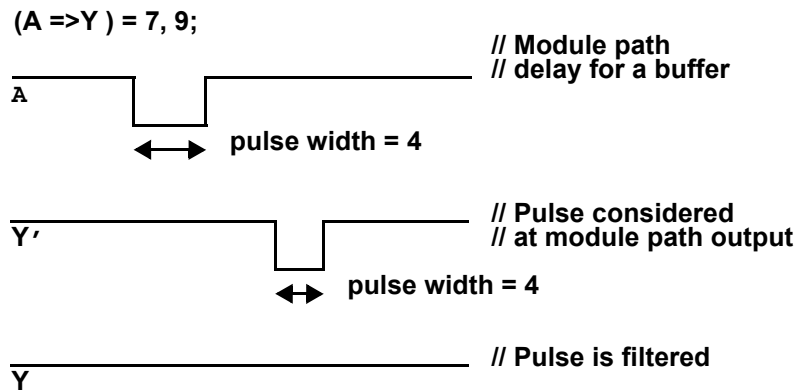 (A =>Y ) = 7, 9;
// Module path
// delay for a buffer
A
pulse width = 4
// Pulse considered
// at module path output
Y′
pulse width = 4
// Pulse is filtered
Y